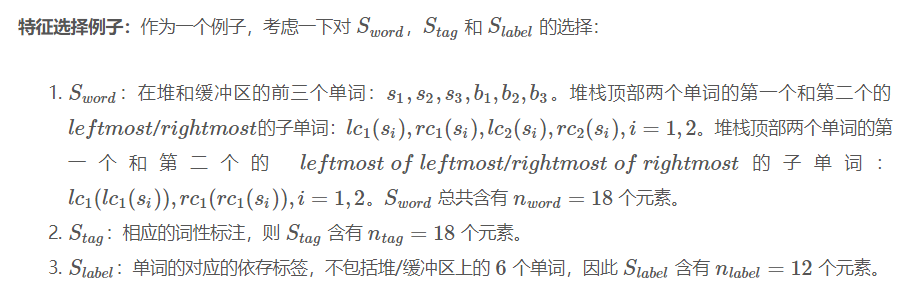 特征选择例子：作为一个例子，考虑一下对 $S_{word}$，$S_{tag}$ 和 $S_{label}$ 的选择：
1. $S_{word}$：在堆和缓冲区的前三个单词：$s_1, s_2, s_3, b_1, b_2, b_3$。堆栈顶部两个单词的第一个和第二个的
$leftmost/rightmost$的子单词：$lc_1(s_i), rc_1(s_i), lc_2(s_i), rc_2(s_i), i = 1, 2$。堆栈顶部两个单词的第
一个和第二个的 $leftmost\ of\ leftmost/rightmost\ of\ rightmost$ 的子单词：
$lc_1(lc_1(s_i)), rc_1(rc_1(s_i)), i = 1, 2$。$S_{word}$ 总共含有 $n_{word} = 18$ 个元素。
2. $S_{tag}$：相应的词性标注，则 $S_{tag}$ 含有 $n_{tag} = 18$ 个元素。
3. $S_{label}$：单词的对应的依存标签，不包括堆/缓冲区上的 $6$ 个单词，因此 $S_{label}$ 含有 $n_{label} = 12$ 个元素。